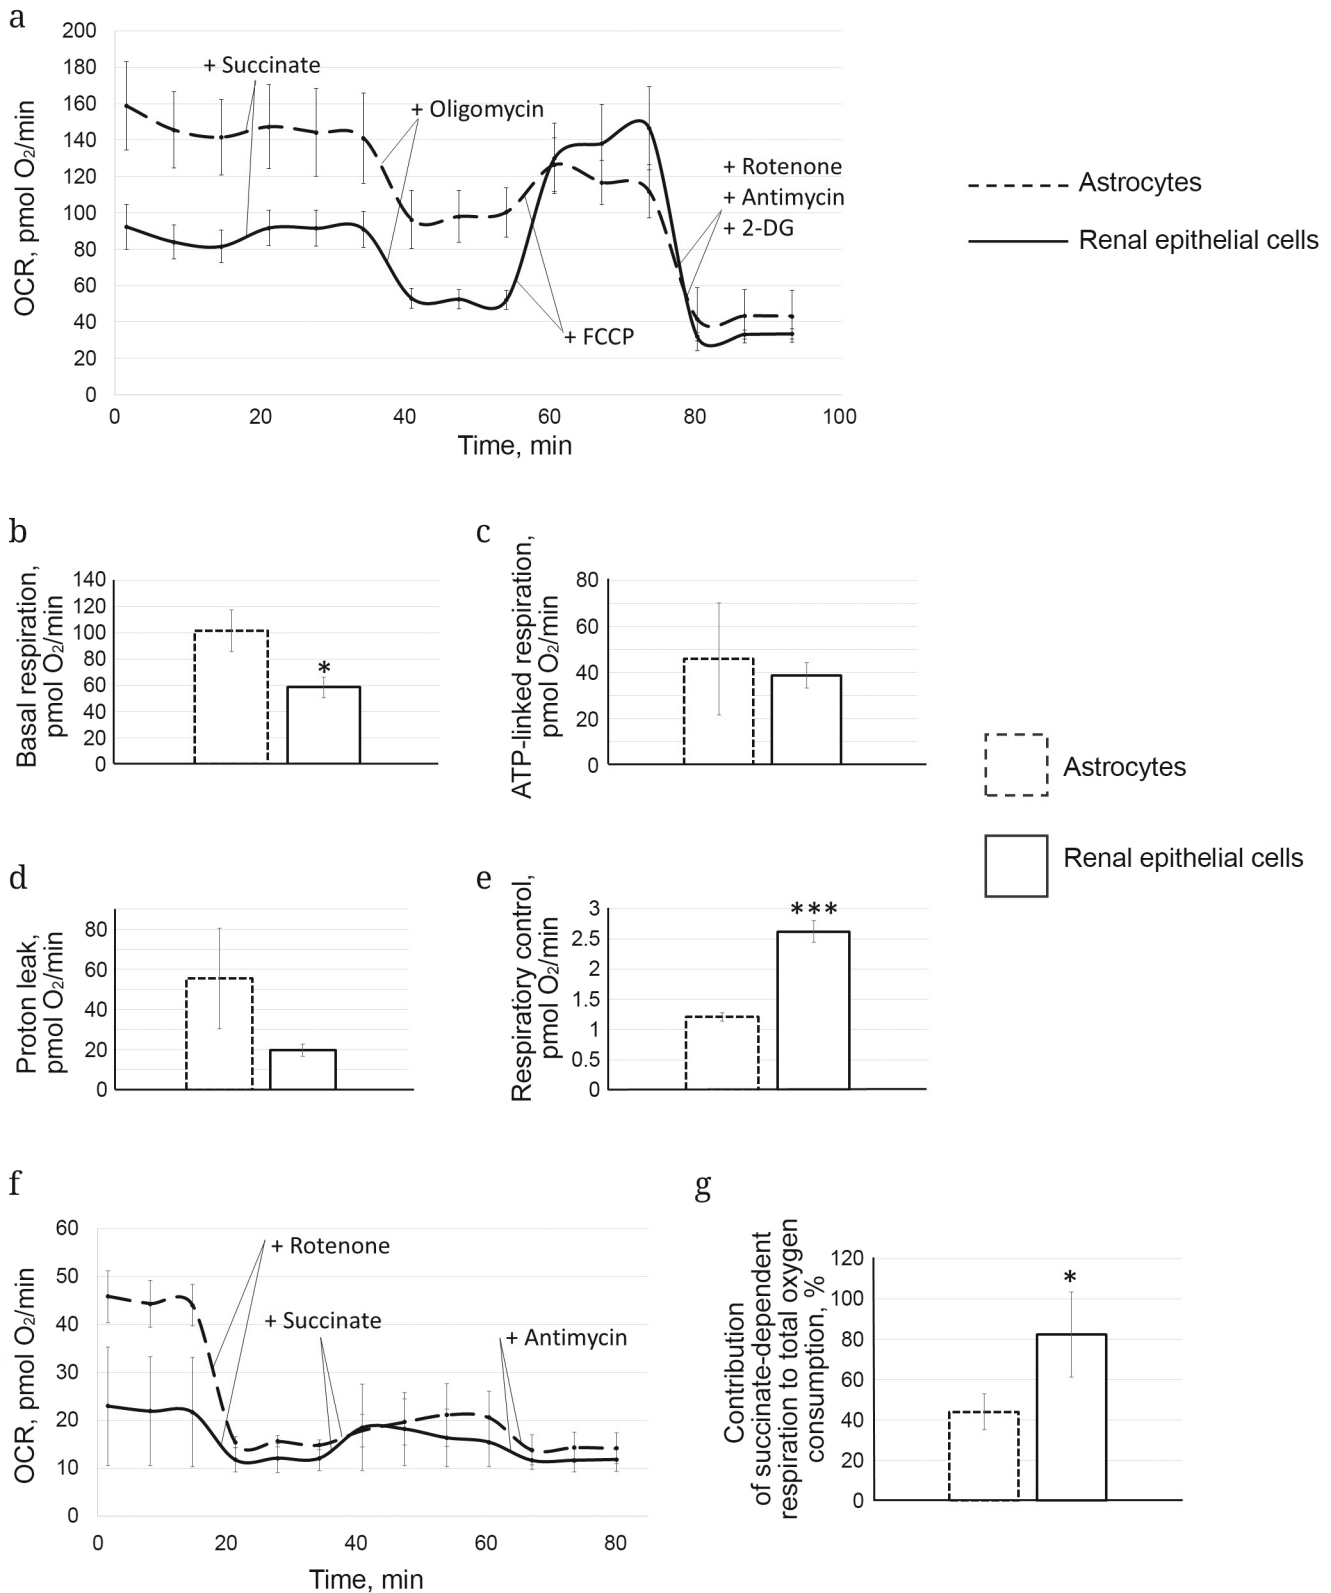 a
200
180
160
140
120
100
80
60
40
20
0
OCR, pmol O₂/min
+ Succinate
+ Oligomycin
+ FCCP
+ Rotenone
+ Antimycin
+ 2-DG
0 20 40 60 80 100
Time, min
Astrocytes
Renal epithelial cells
b
Basal respiration,
pmol O₂/min
140
120
100
80
60
40
20
0
*
c
ATP-linked respiration,
pmol O₂/min
80
60
40
20
0
Astrocytes
Renal epithelial cells
d
Proton leak,
pmol O₂/min
80
60
40
20
0
e
Respiratory control,
pmol O₂/min
3
2.5
2
1.5
1
0.5
0
***
f
OCR, pmol O₂/min
60
50
40
30
20
10
0
+ Rotenone
+ Succinate
+ Antimycin
0 20 40 60 80
Time, min
g
Contribution
of succinate-dependent
respiration to total oxygen
consumption, %
120
100
80
60
40
20
0
*